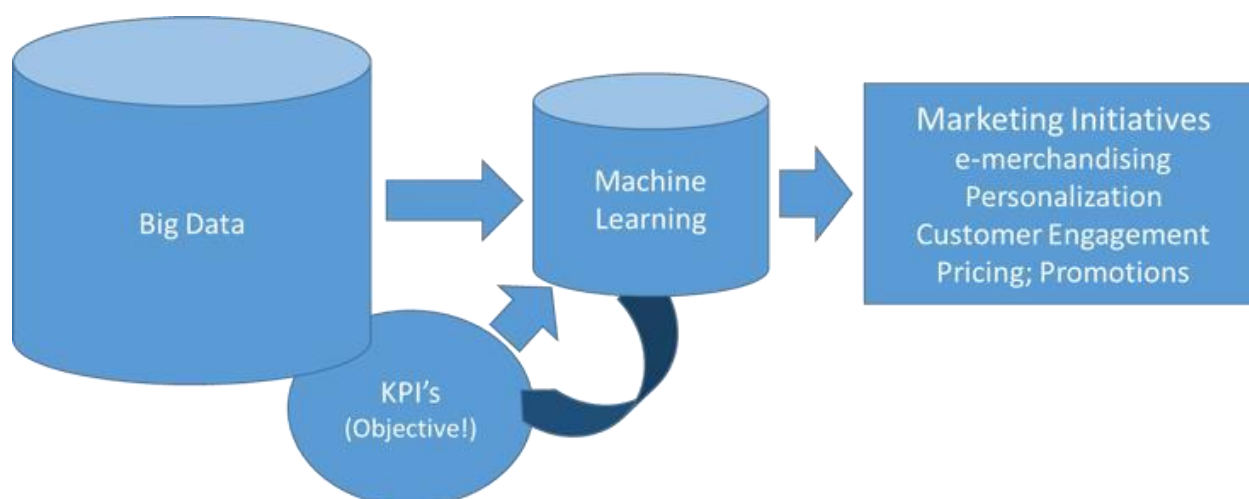 Big Data
Machine
Learning
Marketing Initiatives
e-merchandising
Personalization
Customer Engagement
Pricing; Promotions
KPI's
(Objective!)